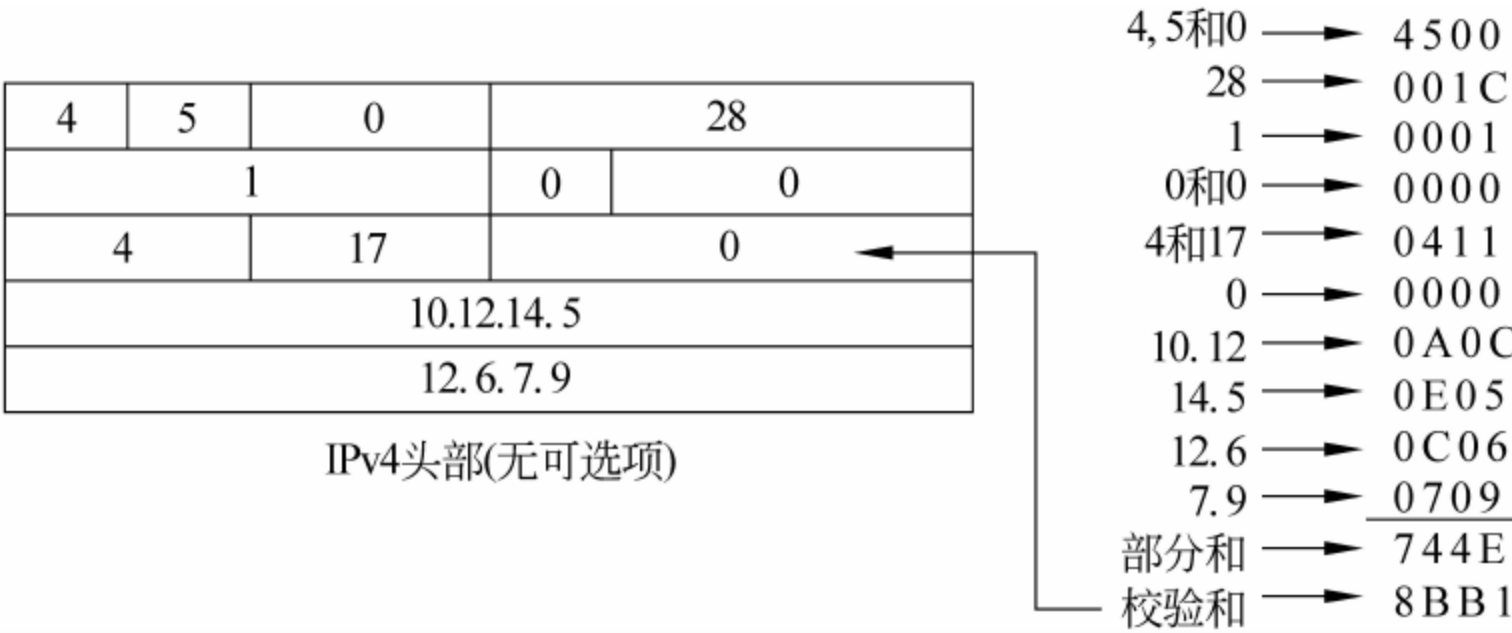 4 5 0 28
1 0 0
4 17 0
10.12.14. 5
12. 6. 7. 9
IPv4头部(无可选项)
4, 5和0 4500
28 001C
1 0001
0和0 0000
4和17 0411
0 0000
10. 12 0A0C
14. 5 0E05
12. 6 0C06
7. 9 0709
部分和 744E
校验和 8BB1